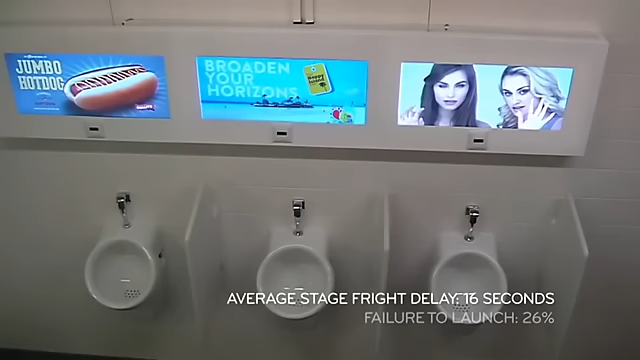 JUMBO
HOTDOG
BROADEN
YOUR
HORIZONS
AVERAGE STAGE FRIGHT DELAY: 16 SECONDS
FAILURE TO LAUNCH: 26%